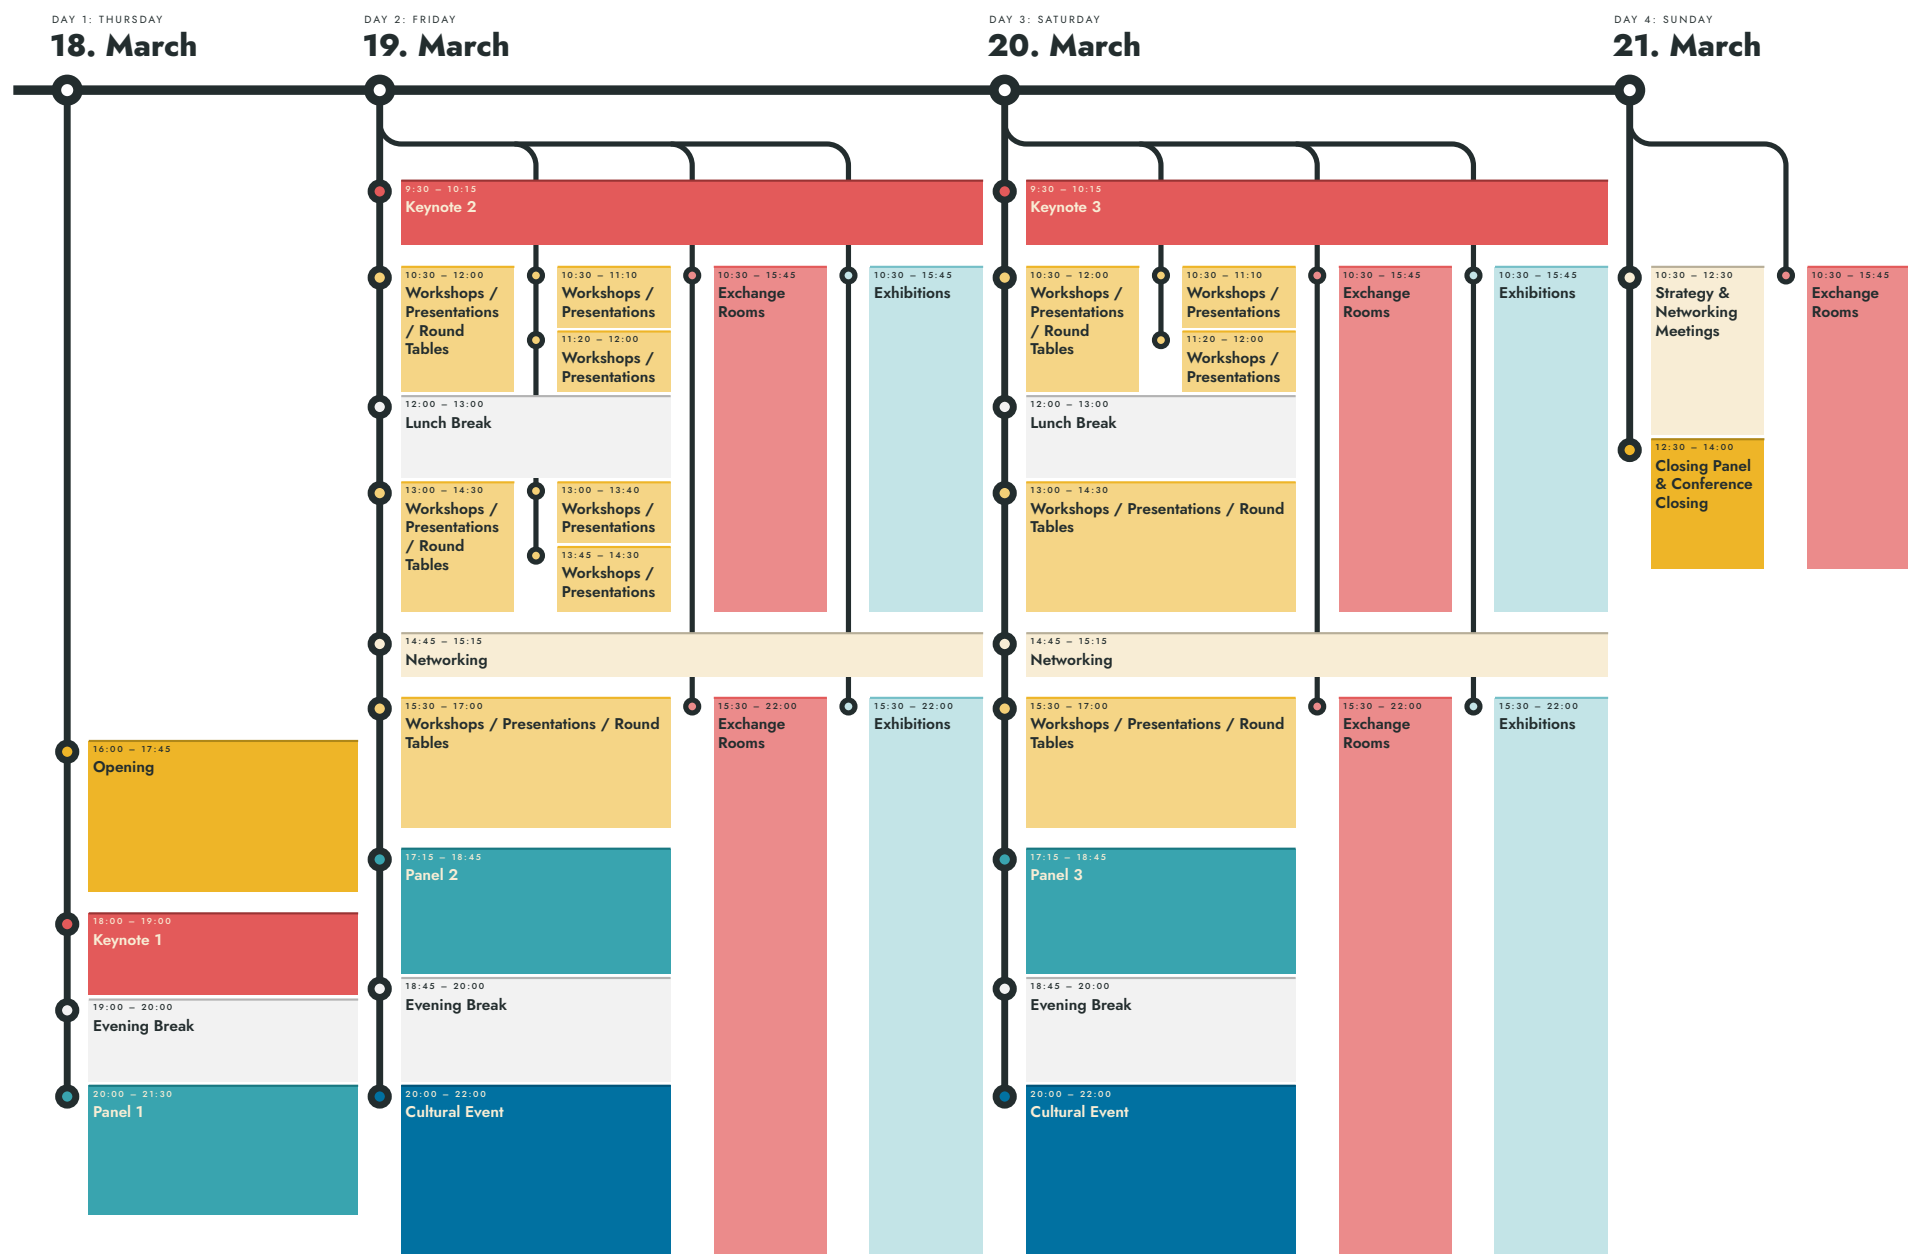 DAY 1: THURSDAY
18. March
16:00 – 17:45
Opening
18:00 – 19:00
Keynote 1
19:00 – 20:00
Evening Break
20:00 – 21:30
Panel 1
DAY 2: FRIDAY
19. March
9:30 – 10:15
Keynote 2
10:30 – 12:00
Workshops /
Presentations
/ Round
Tables
10:30 – 11:10
Workshops /
Presentations
11:20 – 12:00
Workshops /
Presentations
10:30 – 15:45
Exchange
Rooms
10:30 – 15:45
Exhibitions
12:00 – 13:00
Lunch Break
13:00 – 14:30
Workshops /
Presentations
/ Round
Tables
13:00 – 13:40
Workshops /
Presentations
13:45 – 14:30
Workshops /
Presentations
14:45 – 15:15
Networking
15:30 – 17:00
Workshops / Presentations / Round
Tables
15:30 – 22:00
Exchange
Rooms
15:30 – 22:00
Exhibitions
17:15 – 18:45
Panel 2
18:45 – 20:00
Evening Break
20:00 – 22:00
Cultural Event
DAY 3: SATURDAY
20. March
9:30 – 10:15
Keynote 3
10:30 – 12:00
Workshops /
Presentations
/ Round
Tables
10:30 – 11:10
Workshops /
Presentations
11:20 – 12:00
Workshops /
Presentations
10:30 – 15:45
Exchange
Rooms
10:30 – 15:45
Exhibitions
12:00 – 13:00
Lunch Break
13:00 – 14:30
Workshops / Presentations / Round
Tables
14:45 – 15:15
Networking
15:30 – 17:00
Workshops / Presentations / Round
Tables
15:30 – 22:00
Exchange
Rooms
15:30 – 22:00
Exhibitions
17:15 – 18:45
Panel 3
18:45 – 20:00
Evening Break
20:00 – 22:00
Cultural Event
DAY 4: SUNDAY
21. March
10:30 – 12:30
Strategy &
Networking
Meetings
10:30 – 15:45
Exchange
Rooms
12:30 – 14:00
Closing Panel
& Conference
Closing